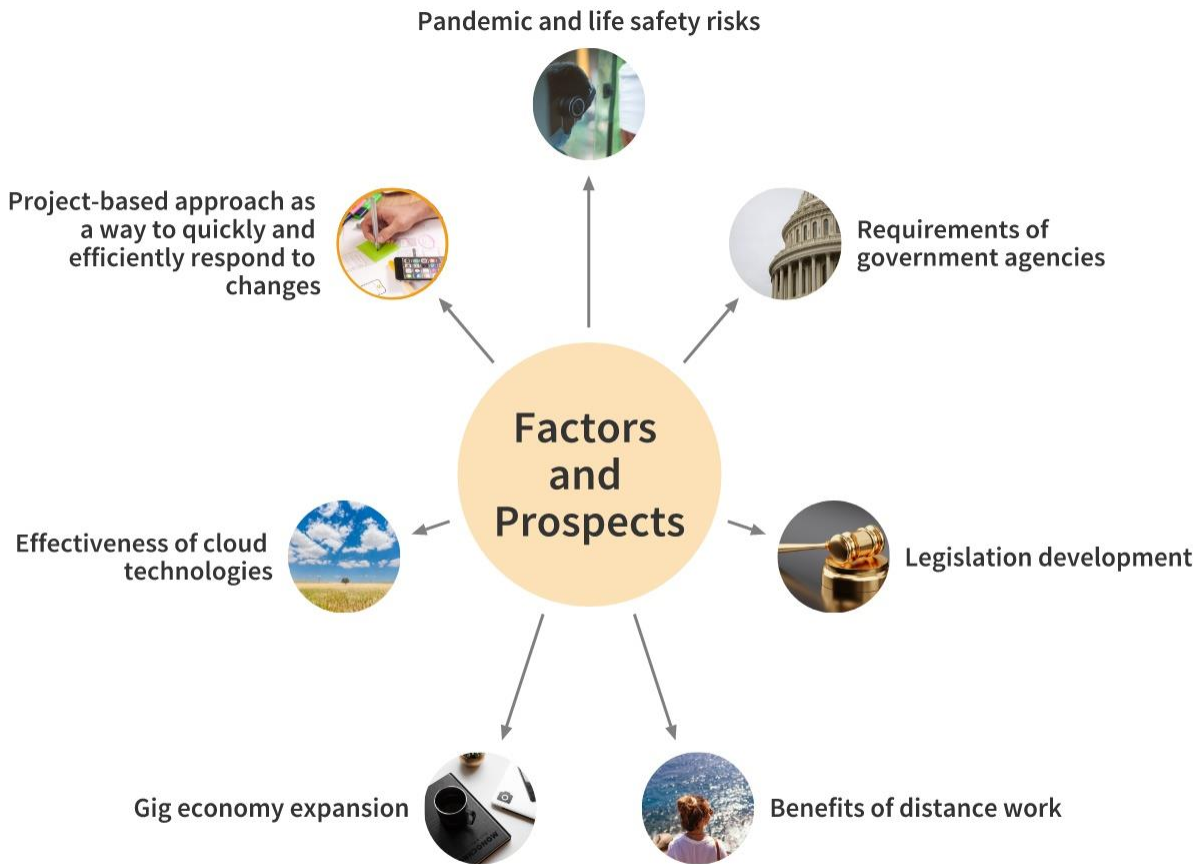 Pandemic and life safety risks
Project-based approach as
a way to quickly and
efficiently respond to
changes
Requirements of
government agencies
Factors
and
Prospects
Effectiveness of cloud
technologies
Legislation development
Gig economy expansion
Benefits of distance work